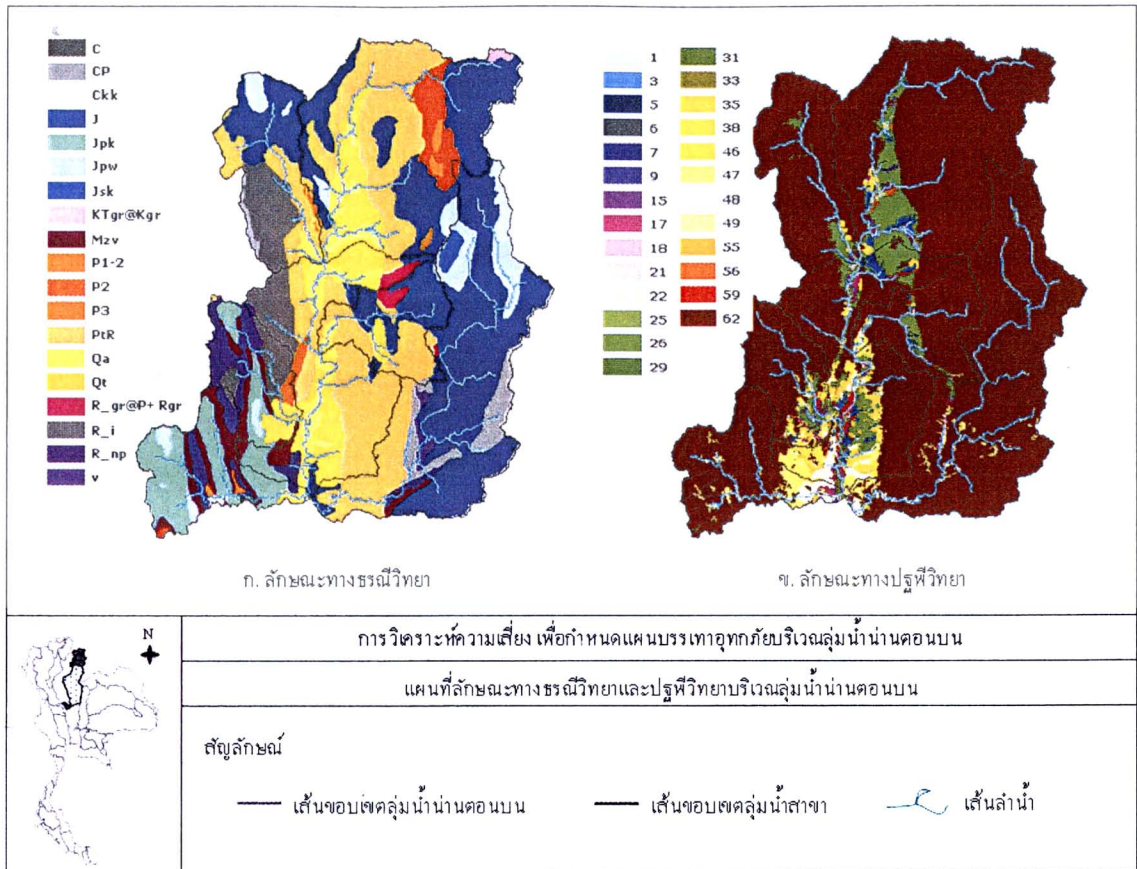 C
CP
Ckk
J
Jpk
Jpw
Jsk
KTgr@Kgr
Mzv
P1-2
P2
P3
PtR
Qa
Qt
R_gr@P+ Rgr
R_i
R_np
v
1
3
5
6
7
9
15
17
18
21
22
25
26
29
31
33
35
38
46
47
48
49
55
56
59
62
ก. ลักษณะทางธรณีวิทยา
ข. ลักษณะทางปฐพีวิทยา
N
การวิเคราะห์ความเสี่ยง เพื่อกำหนดแผนบรรเทาอุทกภัยบริเวณลุ่มน้ำน่านตอนบน
แผนที่ลักษณะทางธรณีวิทยาและปฐพีวิทยาบริเวณลุ่มน้ำน่านตอนบน
สัญลักษณ์
เส้นขอบเขตลุ่มน้ำน่านตอนบน
เส้นขอบเขตลุ่มน้ำสาขา
เส้นลำน้ำ